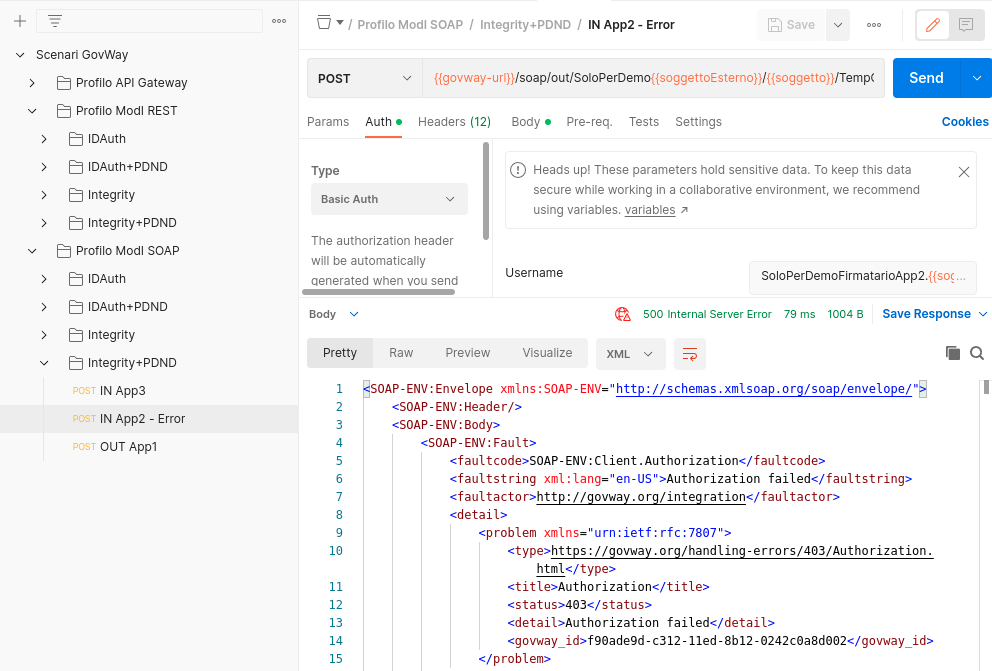 Scenari GovWay
Profilo API Gateway
Profilo ModI REST
IDAuth
IDAuth+PDND
Integrity
Integrity+PDND
Profilo ModI SOAP
IDAuth
IDAuth+PDND
Integrity
Integrity+PDND
POST IN App3
POST IN App2 - Error
POST OUT App1
/ Profilo ModI SOAP / Integrity+PDND / IN App2 - Error
Save
POST
{{govway-url}}/soap/out/SoloPerDemo{{soggettoEsterno}}/{{soggetto}}/TempC
Send
Params Auth Headers (12) Body Pre-req. Tests Settings Cookies
Type
Basic Auth
The authorization header
will be automatically
generated when you send
Heads up! These parameters hold sensitive data. To keep this data
secure while working in a collaborative environment, we recommend
using variables. variables ↗
Username
SoloPerDemoFirmatarioApp2.{{sog...
Body
500 Internal Server Error 79 ms 1004 B Save Response
Pretty Raw Preview Visualize XML
1 <SOAP-ENV:Envelope xmlns:SOAP-ENV="http://schemas.xmlsoap.org/soap/envelope/">
2 <SOAP-ENV:Header/>
3 <SOAP-ENV:Body>
4 <SOAP-ENV:Fault>
5 <faultcode>SOAP-ENV:Client.Authorization</faultcode>
6 <faultstring xml:lang="en-US">Authorization failed</faultstring>
7 <faultactor>http://govway.org/integration</faultactor>
8 <detail>
9 <problem xmlns="urn:ietf:rfc:7807">
10 <type>https://govway.org/handling-errors/403/Authorization.
html</type>
11 <title>Authorization</title>
12 <status>403</status>
13 <detail>Authorization failed</detail>
14 <govway_id>f90ade9d-c312-11ed-8b12-0242c0a8d002</govway_id>
15 </problem>